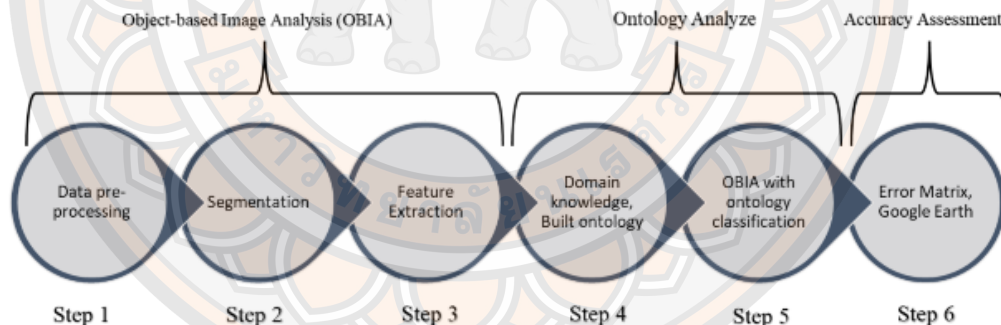 Object-based Image Analysis (OBIA)
Ontology Analyze
Accuracy Assessment
Data pre-
processing
Segmentation
Feature
Extraction
Domain
knowledge,
Built ontology
OBIA with
ontology
classification
Error Matrix,
Google Earth
Step 1
Step 2
Step 3
Step 4
Step 5
Step 6